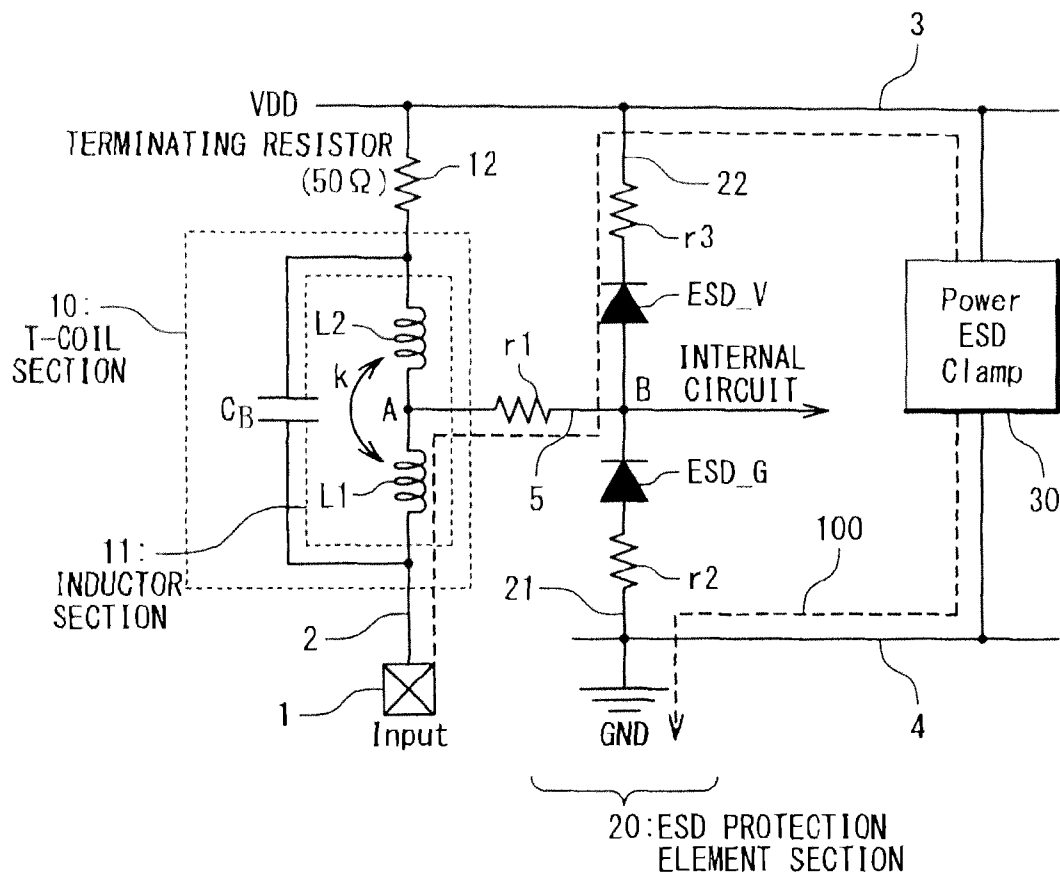 3
VDD
TERMINATING RESISTOR
(50Ω)
12
22
r3
10:
T-COIL
SECTION
L2
ESD_V
Power
ESD
Clamp
k
r1
INTERNAL
CIRCUIT
CB
A
B
L1
5
ESD_G
30
11:
INDUCTOR
SECTION
r2
100
21
2
1
Input
GND
4
20:ESD PROTECTION
ELEMENT SECTION